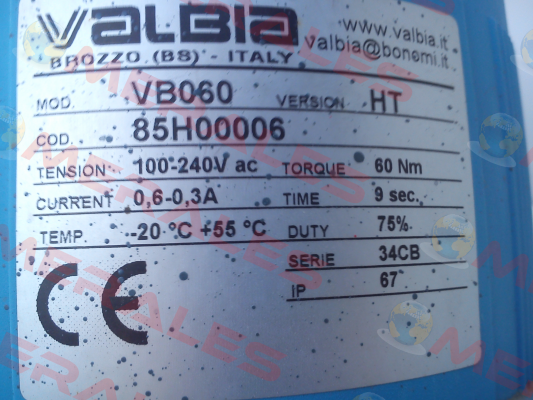 VALBIA
www.valbia.it
BROZZO (BS) - ITALY
valbia@bonomi.it
MOD. VB060 VERSION HT
COD. 85H00006
TENSION 100-240V ac TORQUE 60 Nm
CURRENT 0,6-0,3A TIME 9 sec.
TEMP. -20 °C +55 °C DUTY 75%
SERIE 34CB
IP 67
CE
OMERALES